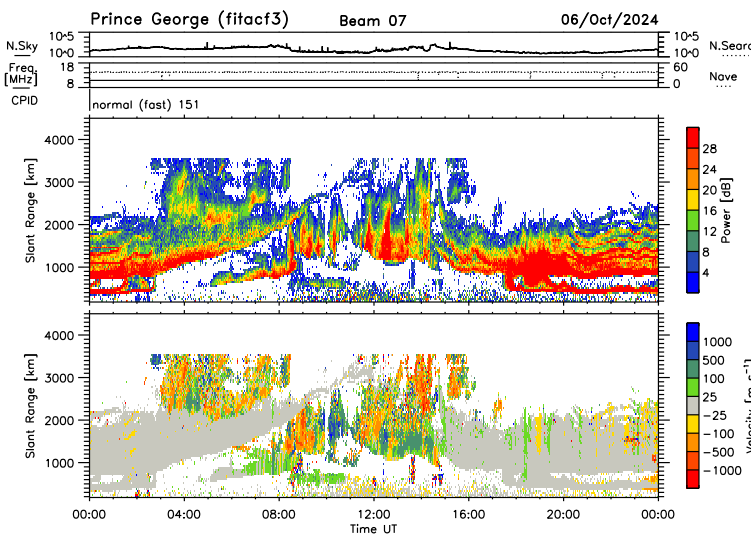 Prince George (fitacf3) Beam 07 06/Oct/2024
N.Sky 10^5 10^0 10^5 10^0 N.Sear
Freq [MHz] 18 8 60 0 Nave
CPID normal (fast) 151
Slant Range [km] 4000 3000 2000 1000
Power [dB] 28 24 20 16 12 8 4
Slant Range [km] 4000 3000 2000 1000
1000 500 100 25 -25 -100 -500 -1000
00:00 04:00 08:00 12:00 16:00 20:00 00:00
Time UT